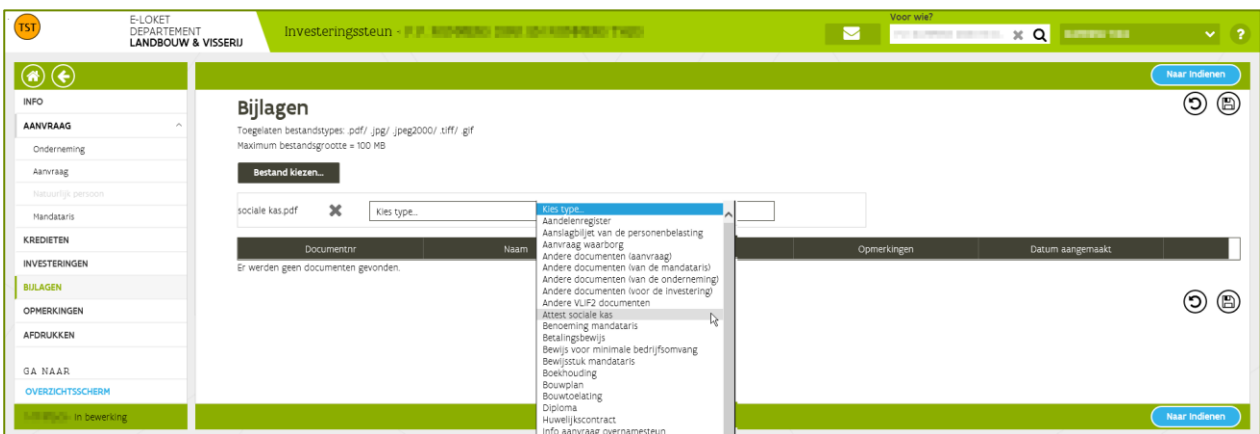 TST
E-LOKET
DEPARTEMENT
LANDBOUW & VISSERIJ
Investeringssteun -
Voor wie?
?
Naar Indienen
INFO
AANVRAAG
Onderneming
Aanvraag
Natuurlijk persoon
Mandataris
KREDIETEN
INVESTERINGEN
BIJLAGEN
OPMERKINGEN
AFDRUKKEN
GA NAAR
OVERZICHTSSCHERM
In bewerking
Bijlagen
Toegelaten bestandstypes: .pdf/ .jpg/ .jpeg2000/ .tiff/ .gif
Maximum bestandsgrootte = 100 MB
Bestand kiezen...
sociale kas.pdf
Kies type...
Kies type...
Aandelenregister
Aanslagbiljet van de personenbelasting
Aanvraag waarborg
Andere documenten (aanvraag)
Andere documenten (van de mandataris)
Andere documenten (van de onderneming)
Andere documenten (voor de investering)
Andere VLIF2 documenten
Attest sociale kas
Benoeming mandataris
Betalingsbewijs
Bewijs voor minimale bedrijfsomvang
Bewijsstuk mandataris
Boekhouding
Bouwplan
Bouwtoelating
Diploma
Huwelijkscontract
Info aanvraag overnamesteun
Documentnr Naam Opmerkingen Datum aangemaakt
Er werden geen documenten gevonden.
Naar Indienen